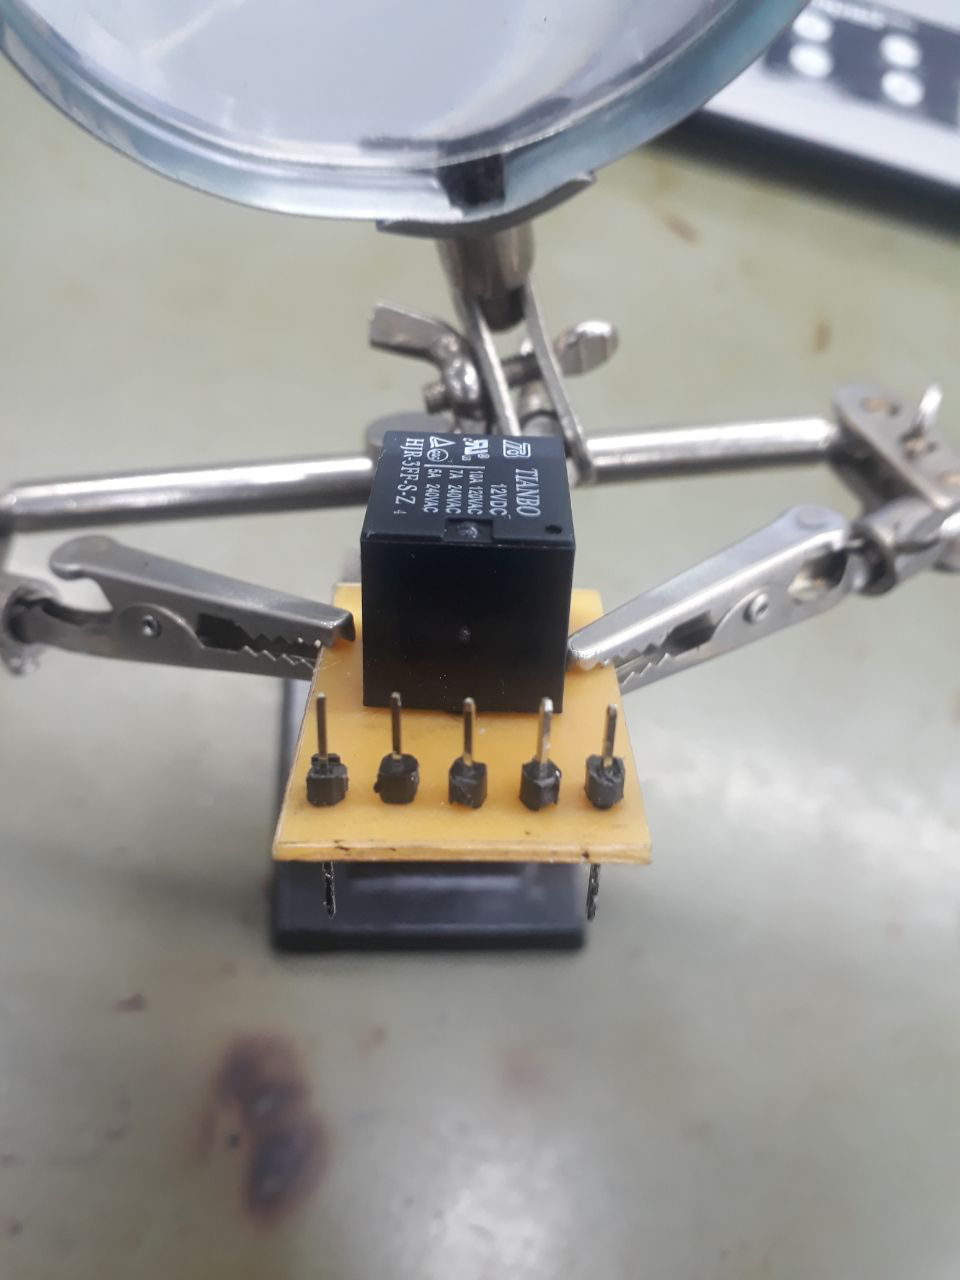 TIANBO
12VDC
10A 120VAC
7A 240VAC
5A 240VAC
HJR-3FF-S-Z